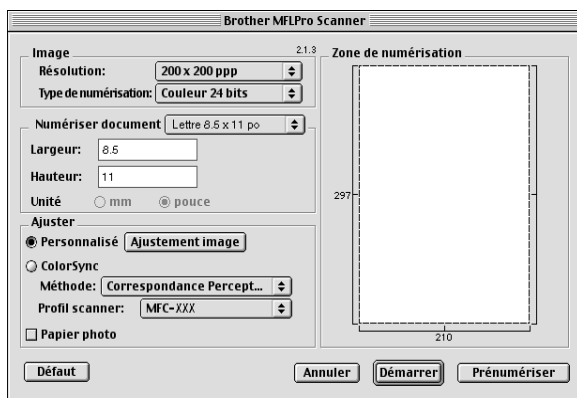 Brother MFLPro Scanner
Image
2.1.3
Résolution: 200 x 200 ppp
Type de numérisation: Couleur 24 bits
Numériser document Lettre 8.5 x 11 po
Largeur: 8.5
Hauteur: 11
Unité mm pouce
Ajuster
Personnalisé Ajustement image
ColorSync
Méthode: Correspondance Percept...
Profil scanner: MFC-XXX
Papier photo
Zone de numérisation
297
210
Défaut Annuler Démarrer Prénumériser